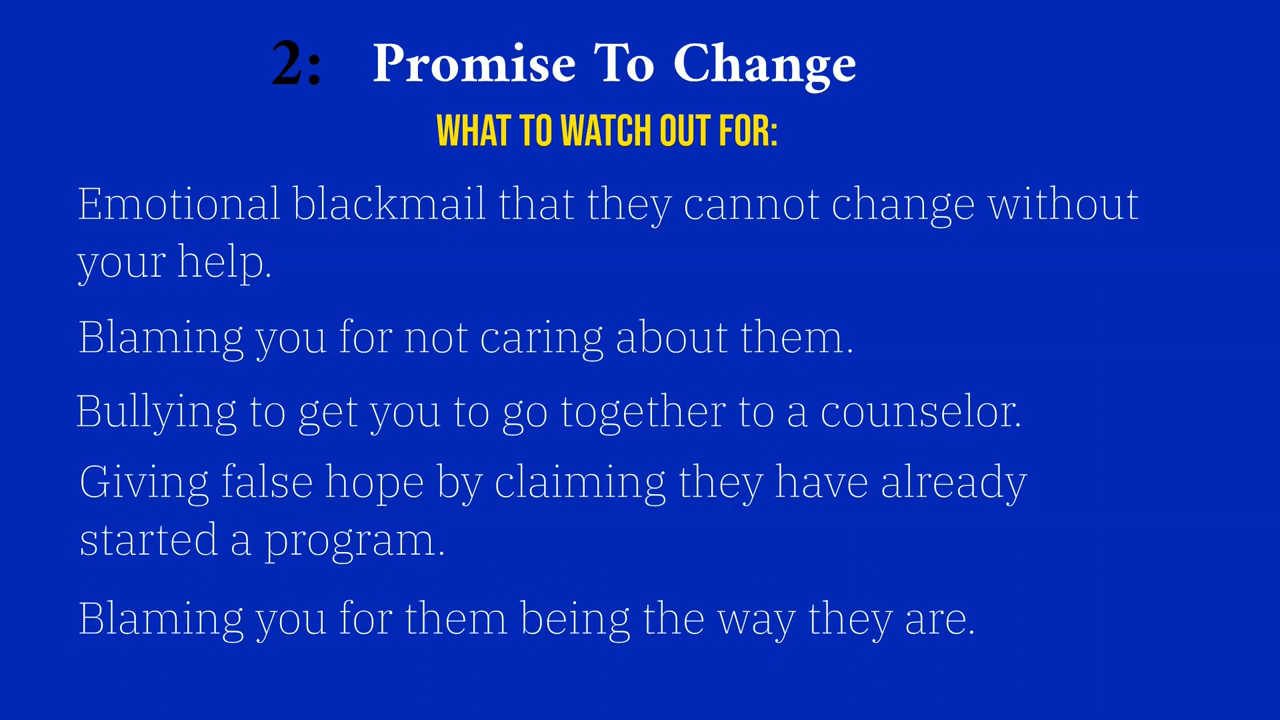 2: Promise To Change
WHAT TO WATCH OUT FOR:
Emotional blackmail that they cannot change without
your help.
Blaming you for not caring about them.
Bullying to get you to go together to a counselor.
Giving false hope by claiming they have already
started a program.
Blaming you for them being the way they are.